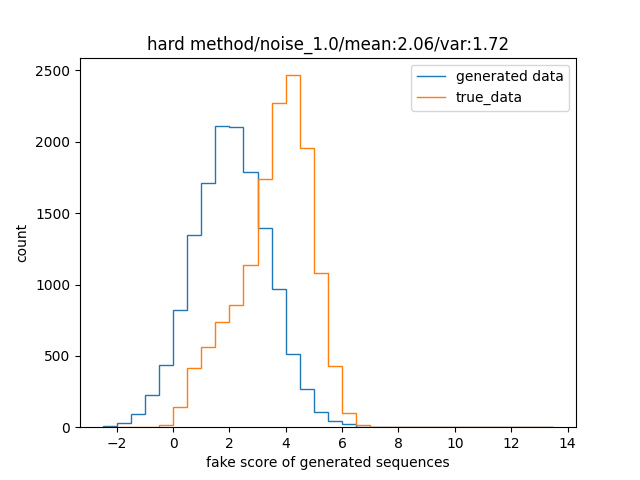 hard method/noise_1.0/mean:2.06/var:1.72
generated data
true_data
count
2500
2000
1500
1000
500
0
−2 0 2 4 6 8 10 12 14
fake score of generated sequences